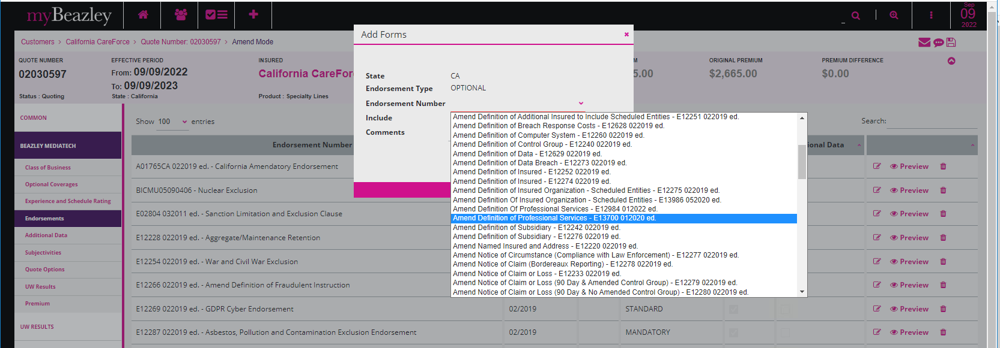 myBeazley
Sep
09
2022
Customers > California CareForce > Quote Number: 02030597 > Amend Mode
QUOTE NUMBER
02030597
Status : Quoting
EFFECTIVE PERIOD
From: 09/09/2022
To: 09/09/2023
State : California
INSURED
California CareFor
Product : Specialty Lines
M
5.00
ORIGINAL PREMIUM
$2,665.00
PREMIUM DIFFERENCE
$0.00
COMMON
BEAZLEY MEDIATECH
Class of Business
Optional Coverages
Experience and Schedule Rating
Endorsements
Additional Data
Subjectivities
Quote Options
UW Results
Premium
UW RESULTS
Show 100 entries
Search:
Endorsement Number
ional Data
A01765CA 022019 ed. - California Amendatory Endorsement
Preview
BICMU05090406 - Nuclear Exclusion
Preview
E02804 032011 ed. - Sanction Limitation and Exclusion Clause
Preview
E12228 022019 ed. - Aggregate/Maintenance Retention
Preview
E12254 022019 ed. - War and Civil War Exclusion
Preview
E12266 022019 ed. - Amend Definition of Fraudulent Instruction
Preview
E12269 022019 ed. - GDPR Cyber Endorsement 02/2019 STANDARD Preview
E12287 022019 ed. - Asbestos, Pollution and Contamination Exclusion Endorsement 02/2019 MANDATORY Preview
Add Forms
State CA
Endorsement Type OPTIONAL
Endorsement Number
Include
Comments
Amend Definition of Additional Insured to Include Scheduled Entities - E12251 022019 ed.
Amend Definition of Breach Response Costs - E12628 022019 ed.
Amend Definition of Computer System - E12260 022019 ed.
Amend Definition of Control Group - E12240 022019 ed.
Amend Definition of Data - E12629 022019 ed.
Amend Definition of Data Breach - E12273 022019 ed.
Amend Definition of Insured - E12252 022019 ed.
Amend Definition of Insured - E12274 022019 ed.
Amend Definition of Insured Organization - Scheduled Entities - E12275 022019 ed.
Amend Definition Of Insured Organization - Scheduled Entities - E13986 052020 ed.
Amend Definition Of Professional Services - E12984 012022 ed.
Amend Definition of Professional Services - E13700 012020 ed.
Amend Definition of Subsidiary - E12242 022019 ed.
Amend Definition of Subsidiary - E12276 022019 ed.
Amend Named Insured and Address - E12220 022019 ed.
Amend Notice of Circumstance (Compliance with Law Enforcement) - E12277 022019 ed.
Amend Notice of Claim (Bordereaux Reporting) - E12278 022019 ed.
Amend Notice of Claim or Loss - E12233 022019 ed.
Amend Notice of Claim or Loss (90 Day & Amended Control Group) - E12279 022019 ed.
Amend Notice of Claim or Loss (90 Day & No Amended Control Group) - E12280 022019 ed.